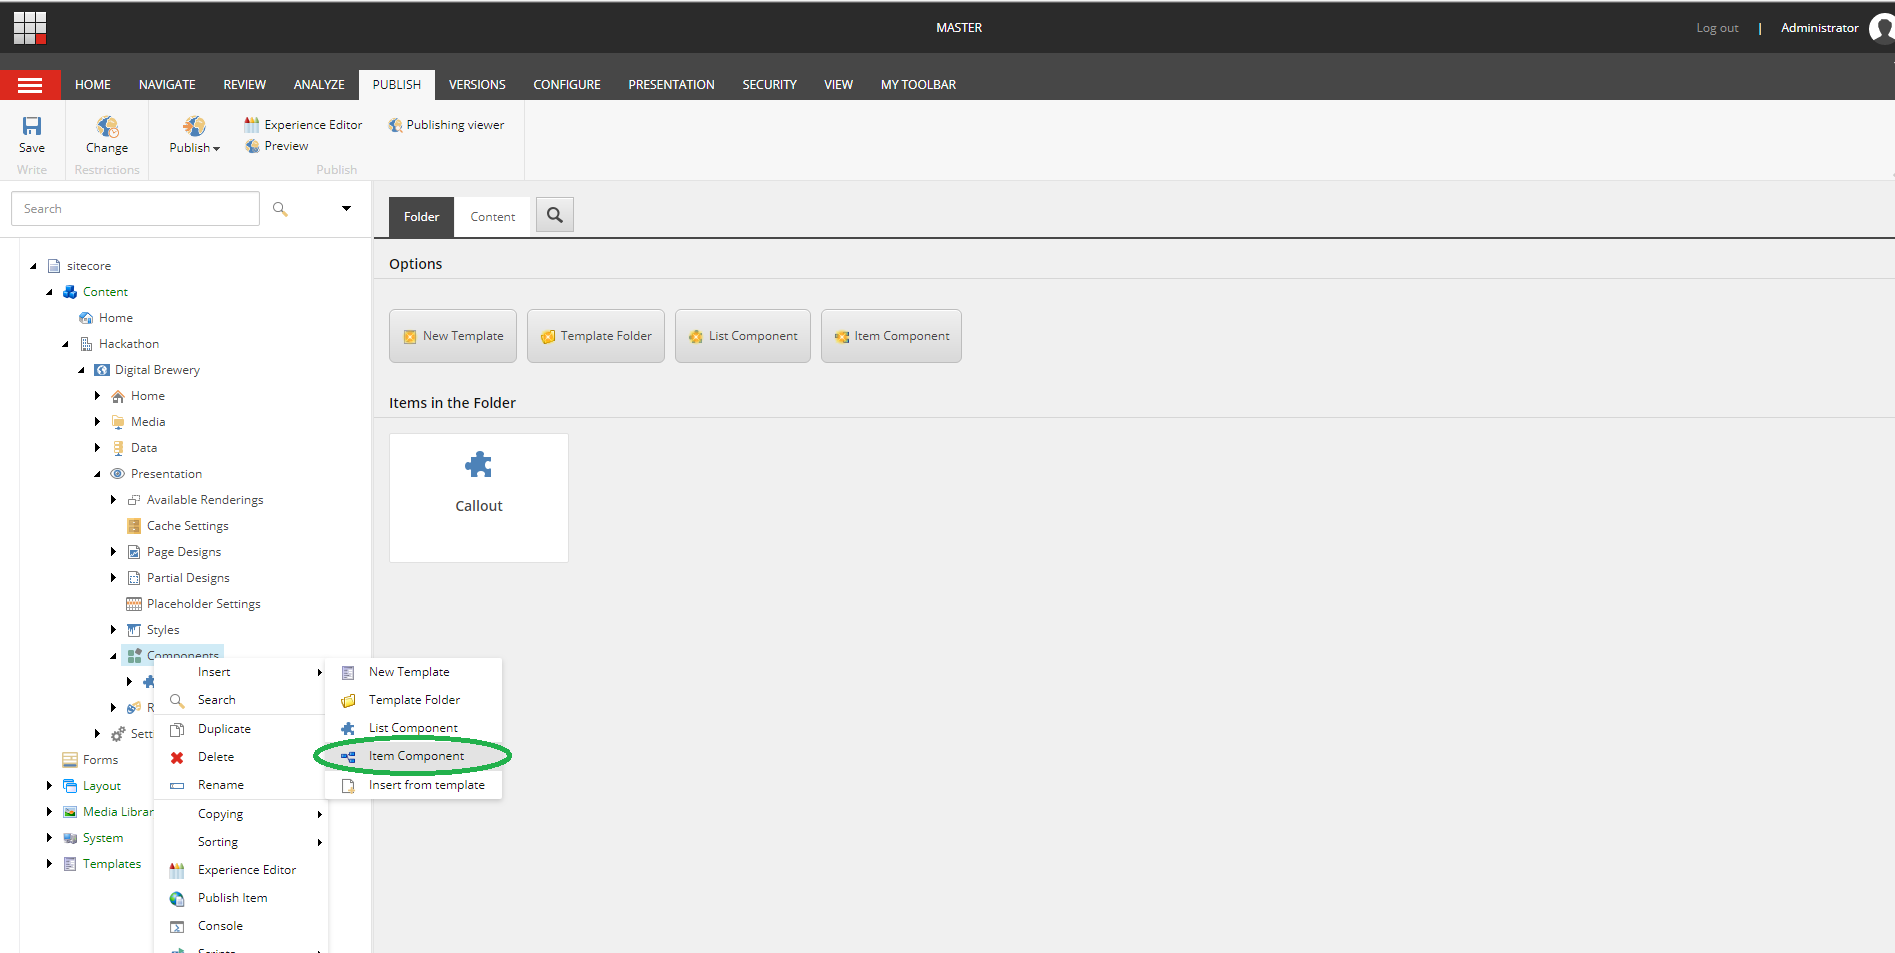 MASTER
Log out | Administrator
HOME NAVIGATE REVIEW ANALYZE PUBLISH VERSIONS CONFIGURE PRESENTATION SECURITY VIEW MY TOOLBAR
Save
Write
Change
Restrictions
Publish
Experience Editor
Preview
Publishing viewer
Publish
Search
sitecore
Content
Home
Hackathon
Digital Brewery
Home
Media
Data
Presentation
Available Renderings
Cache Settings
Page Designs
Partial Designs
Placeholder Settings
Styles
Components
R
Sett
Forms
Layout
Media Librar
System
Templates
Insert
Search
Duplicate
Delete
Rename
Copying
Sorting
Experience Editor
Publish Item
Console
Scripts
New Template
Template Folder
List Component
Item Component
Insert from template
Folder Content
Options
New Template Template Folder List Component Item Component
Items in the Folder
Callout